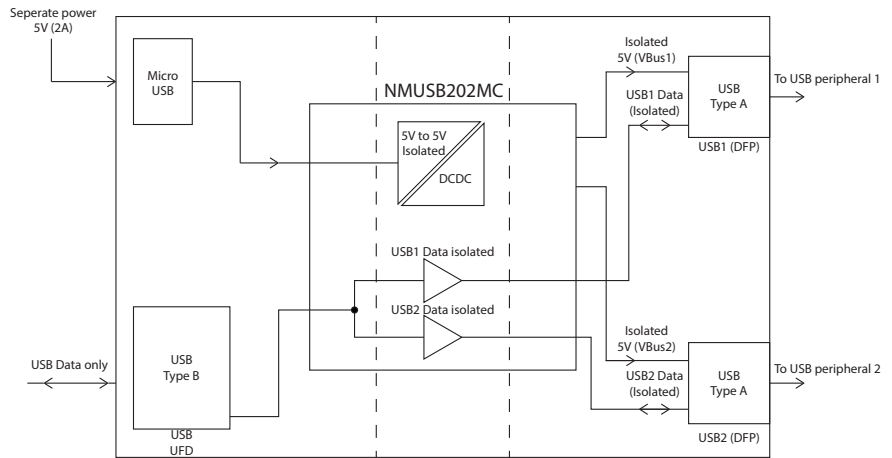 Seperate power
5V (2A)
Micro
USB
NMUSB202MC
5V to 5V
Isolated
DCDC
Isolated
5V (VBus1)
USB1 Data
(Isolated)
USB
Type A
To USB peripheral 1
USB1 (DFP)
USB1 Data isolated
USB2 Data isolated
USB Data only
USB
Type B
USB
UFD
Isolated
5V (VBus2)
USB2 Data
(Isolated)
USB
Type A
To USB peripheral 2
USB2 (DFP)